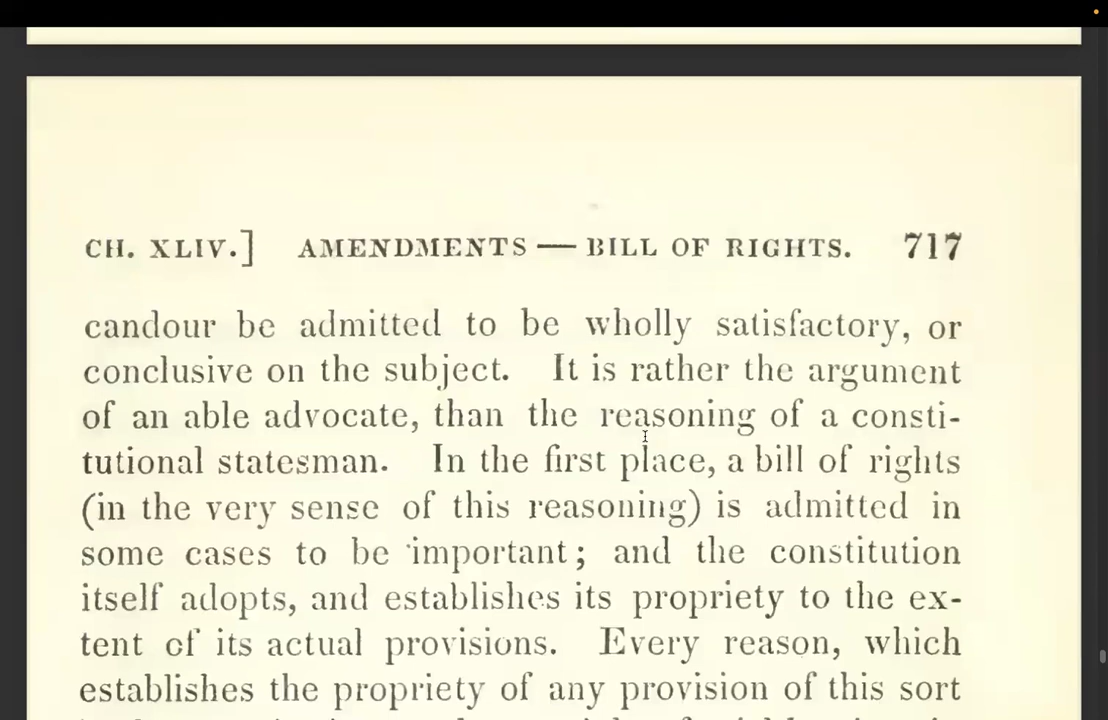 CH. XLIV.] AMENDMENTS — BILL OF RIGHTS. 717
candour be admitted to be wholly satisfactory, or
conclusive on the subject. It is rather the argument
of an able advocate, than the reasoning of a consti-
tutional statesman. In the first place, a bill of rights
(in the very sense of this reasoning) is admitted in
some cases to be important; and the constitution
itself adopts, and establishes its propriety to the ex-
tent of its actual provisions. Every reason, which
establishes the propriety of any provision of this sort